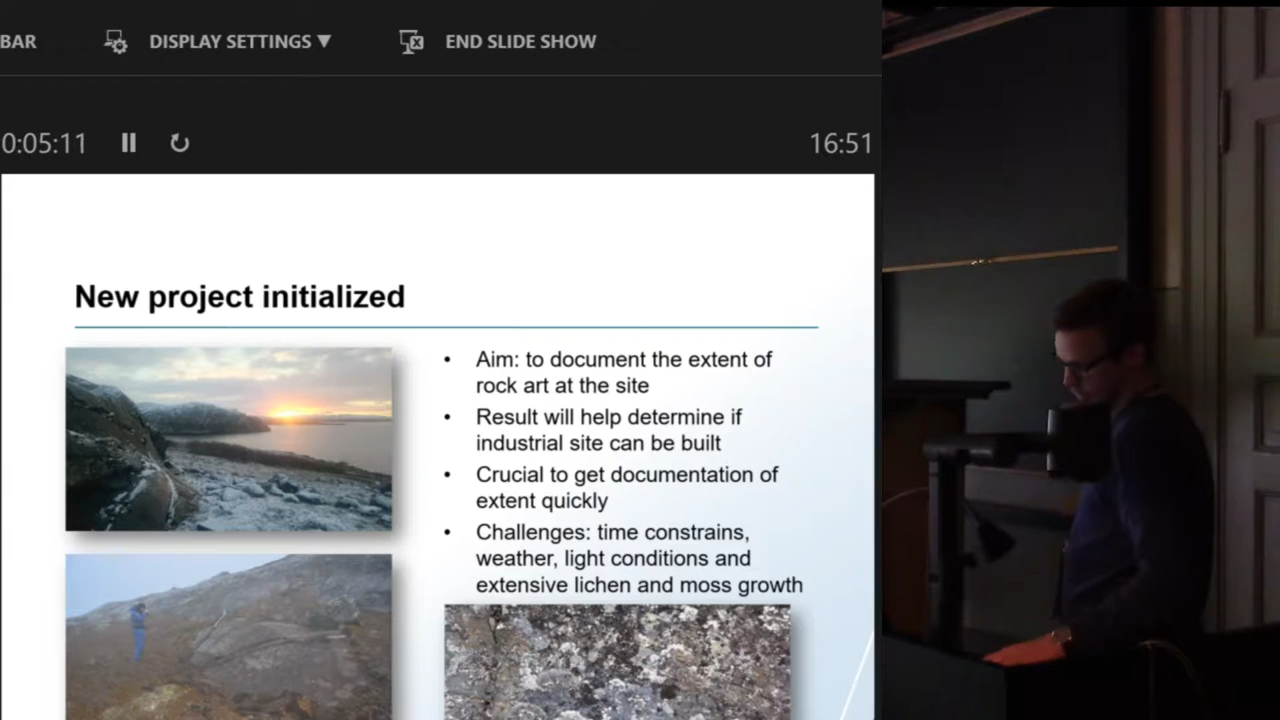 BAR DISPLAY SETTINGS ▼ END SLIDE SHOW
0:05:11 16:51
New project initialized
• Aim: to document the extent of
rock art at the site
• Result will help determine if
industrial site can be built
• Crucial to get documentation of
extent quickly
• Challenges: time constrains,
weather, light conditions and
extensive lichen and moss growth